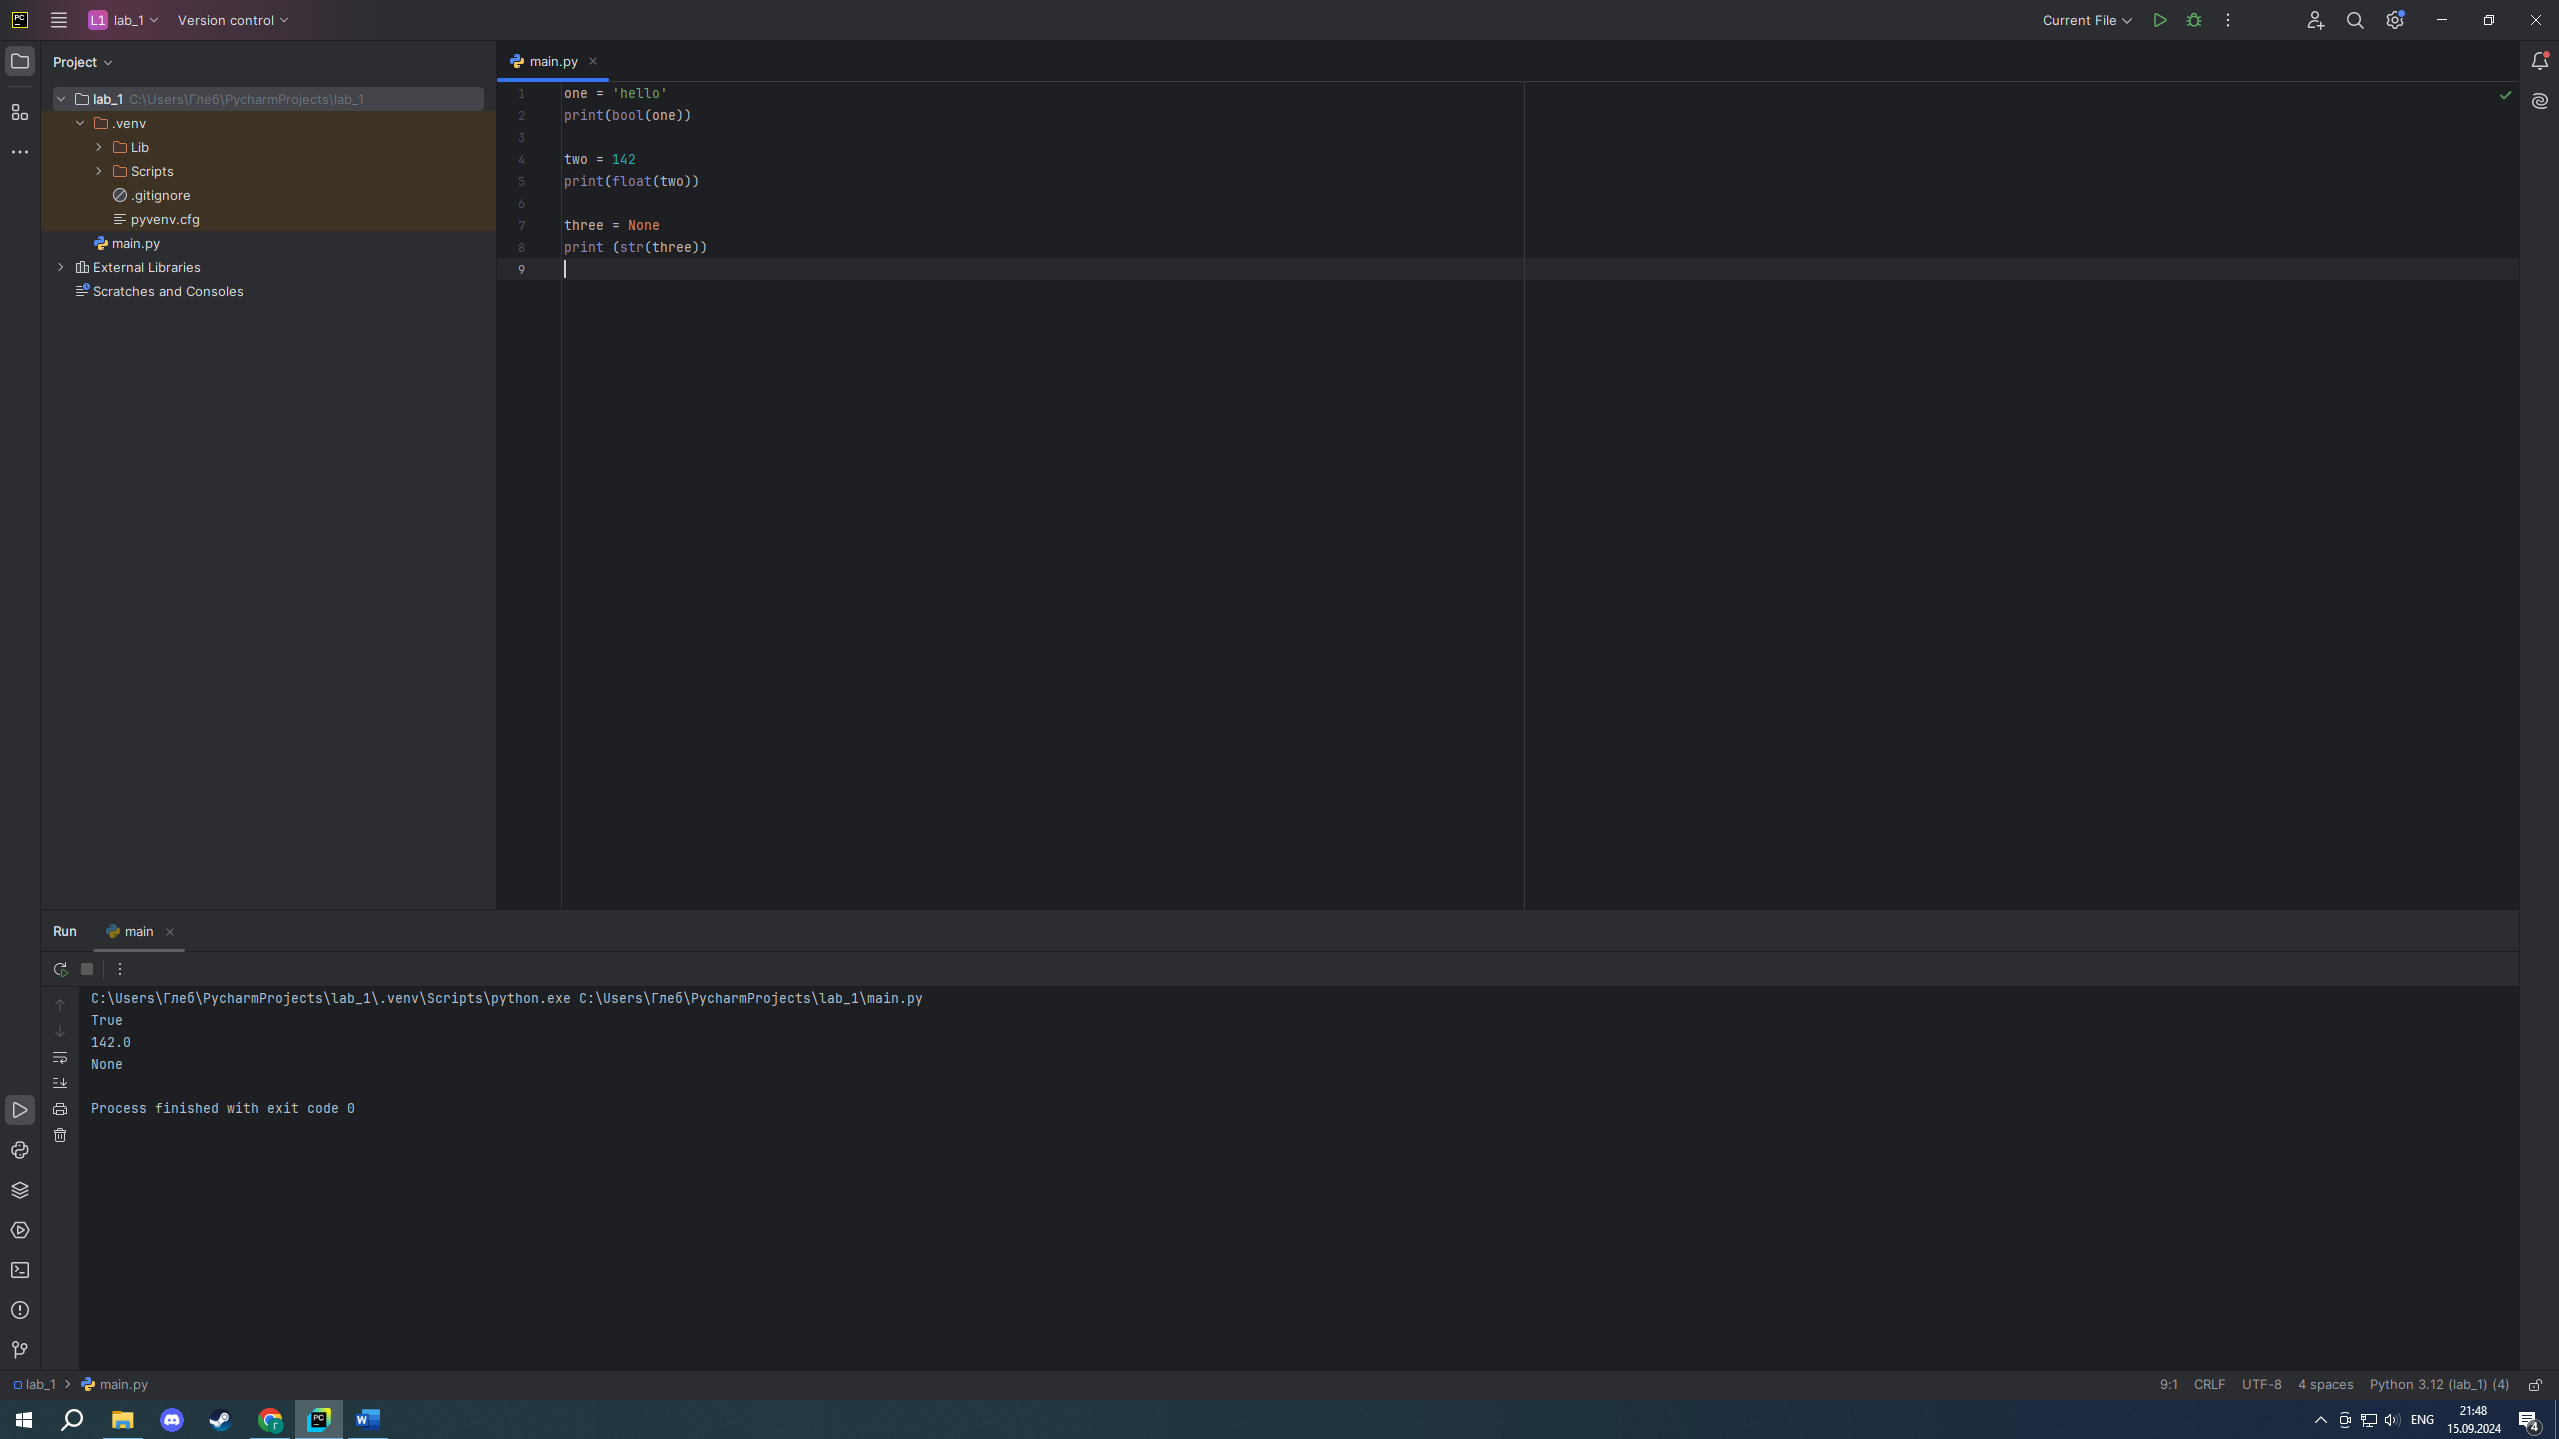 PC L1 lab_1 Version control Current File
Project
lab_1 C:\Users\Глеб\PycharmProjects\lab_1
.venv
Lib
Scripts
.gitignore
pyvenv.cfg
main.py
External Libraries
Scratches and Consoles
main.py
1 one = 'hello'
2 print(bool(one))
3
4 two = 142
5 print(float(two))
6
7 three = None
8 print (str(three))
9
Run main
C:\Users\Глеб\PycharmProjects\lab_1\.venv\Scripts\python.exe C:\Users\Глеб\PycharmProjects\lab_1\main.py
True
142.0
None
Process finished with exit code 0
lab_1 main.py 9:1 CRLF UTF-8 4 spaces Python 3.12 (lab_1) (4)
Г PC W ENG 21:48
15.09.2024 4